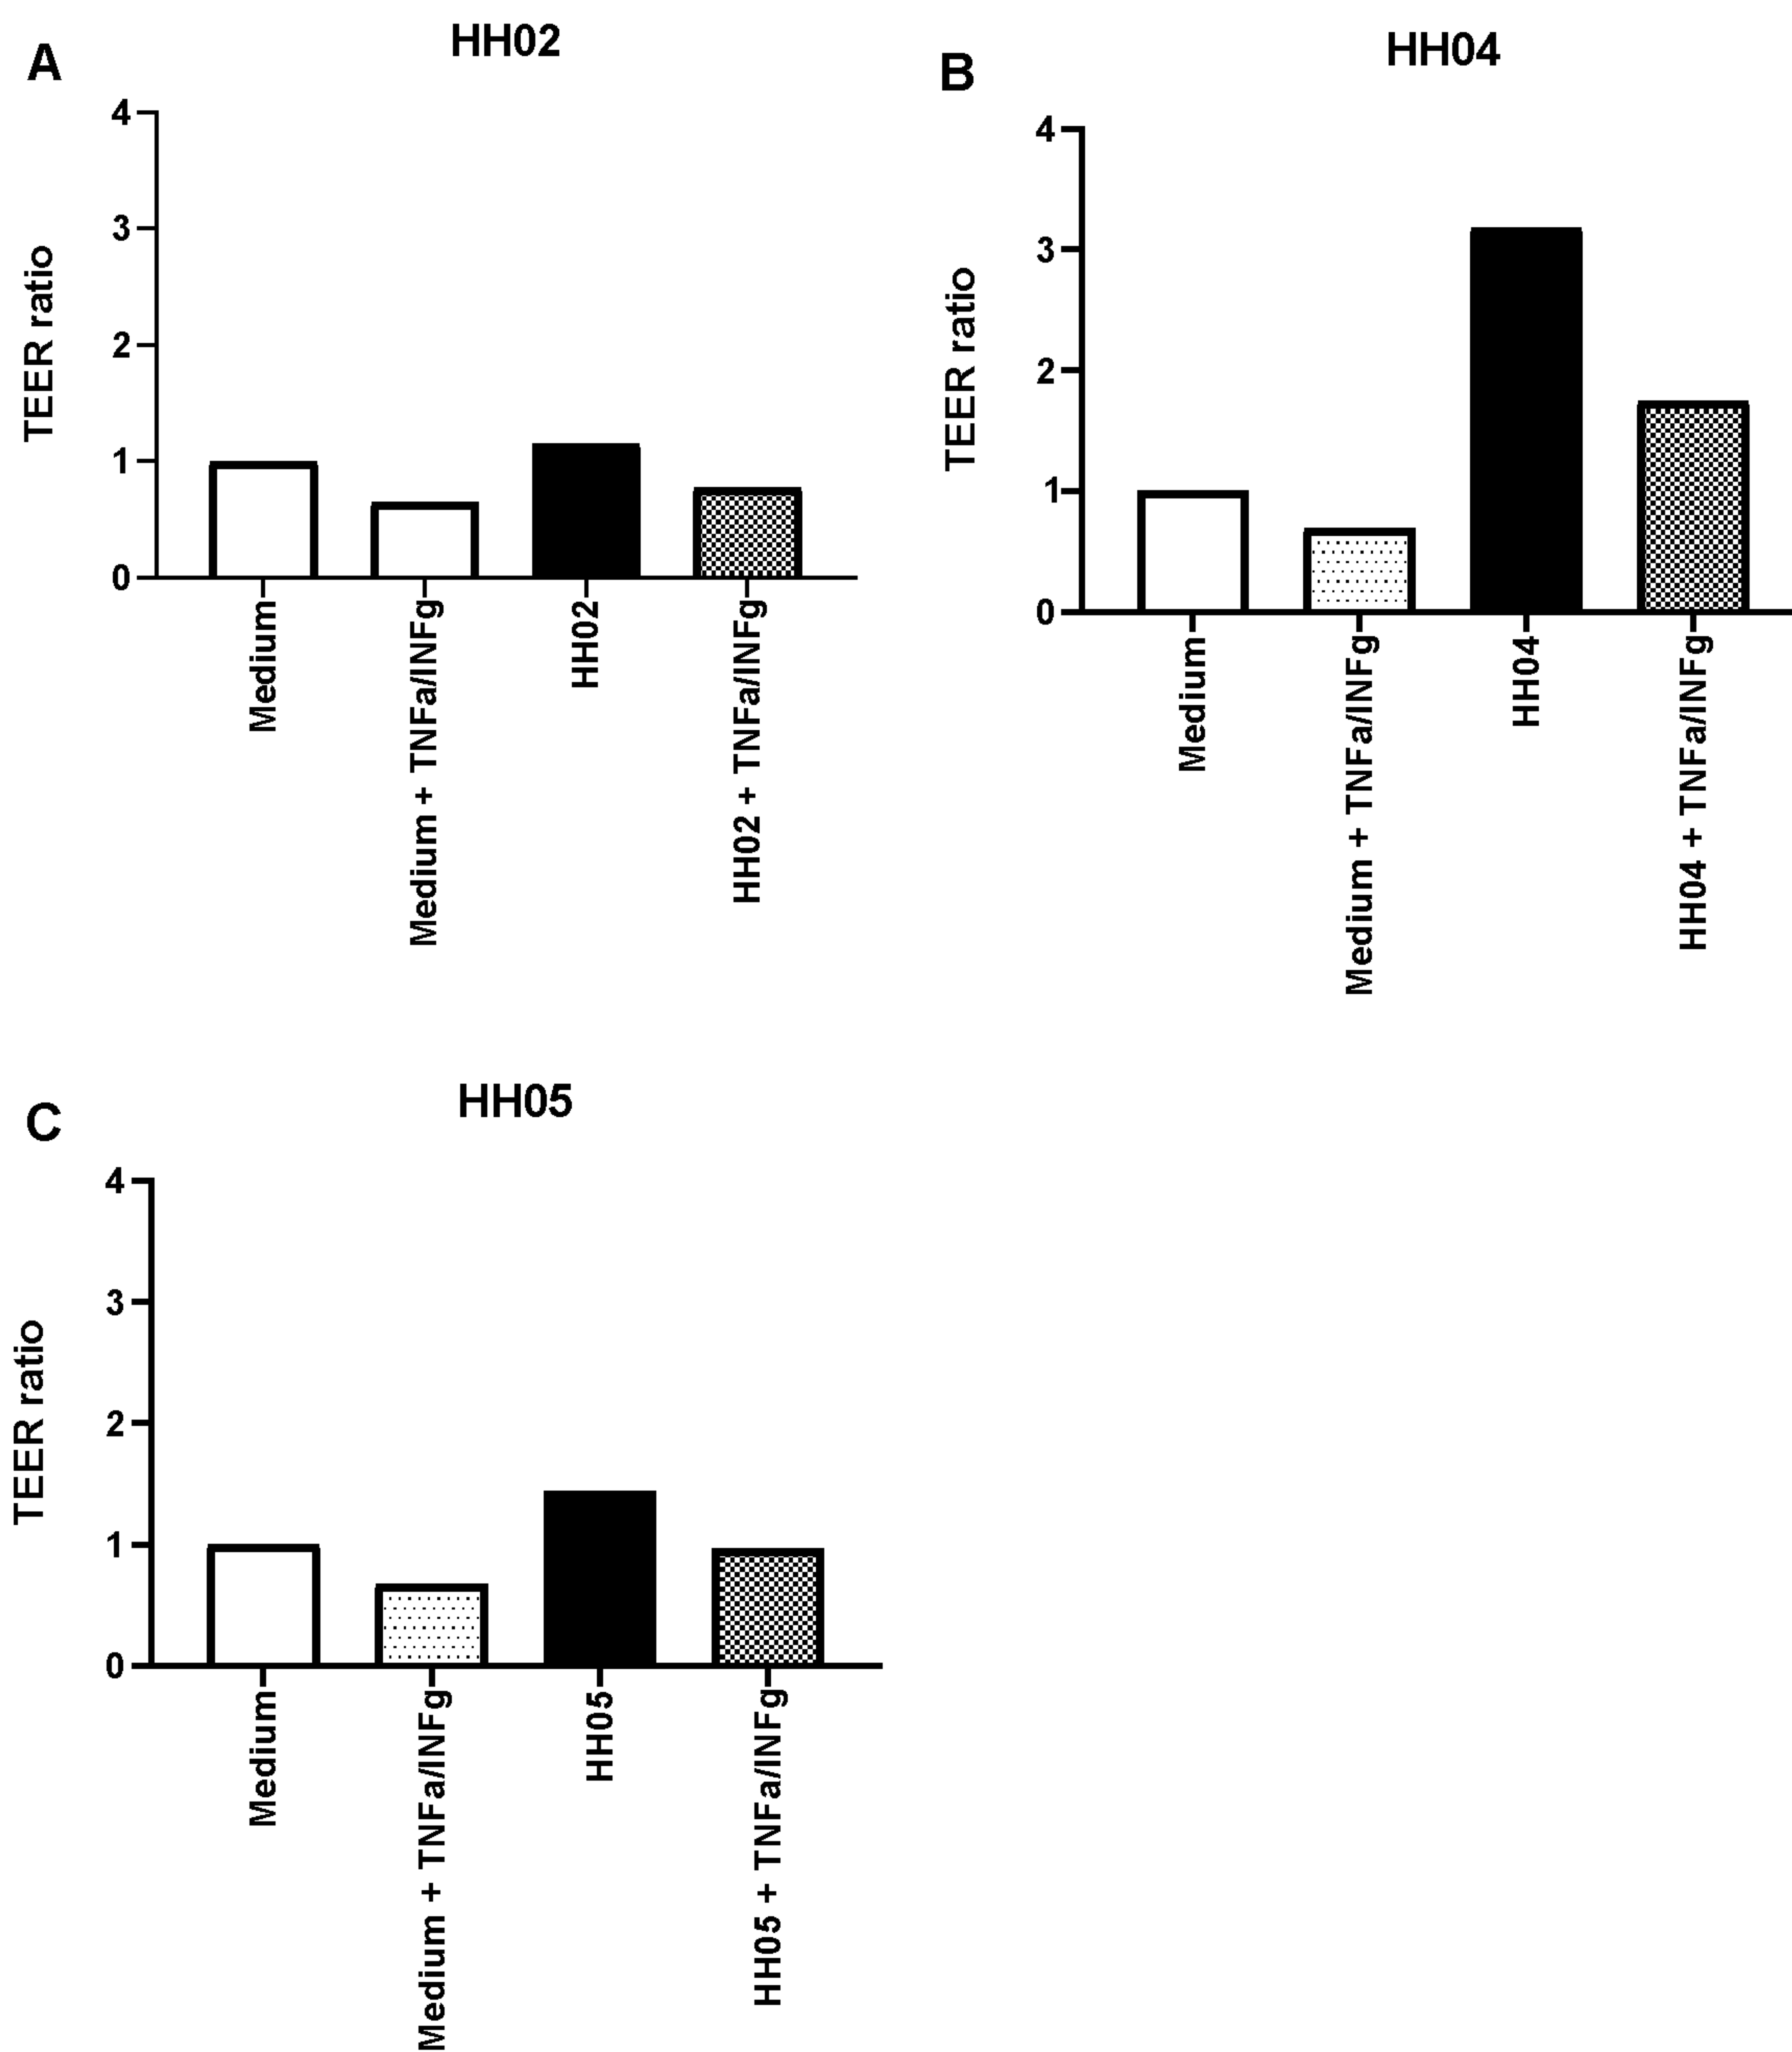 A
HH02
TEER ratio
4
3
2
1
0
Medium
Medium + TNFa/INFg
HH02
HH02 + TNFa/INFg
B
HH04
TEER ratio
4
3
2
1
0
Medium
Medium + TNFa/INFg
HH04
HH04 + TNFa/INFg
C
HH05
TEER ratio
4
3
2
1
0
Medium
Medium + TNFa/INFg
HH05
HH05 + TNFa/INFg